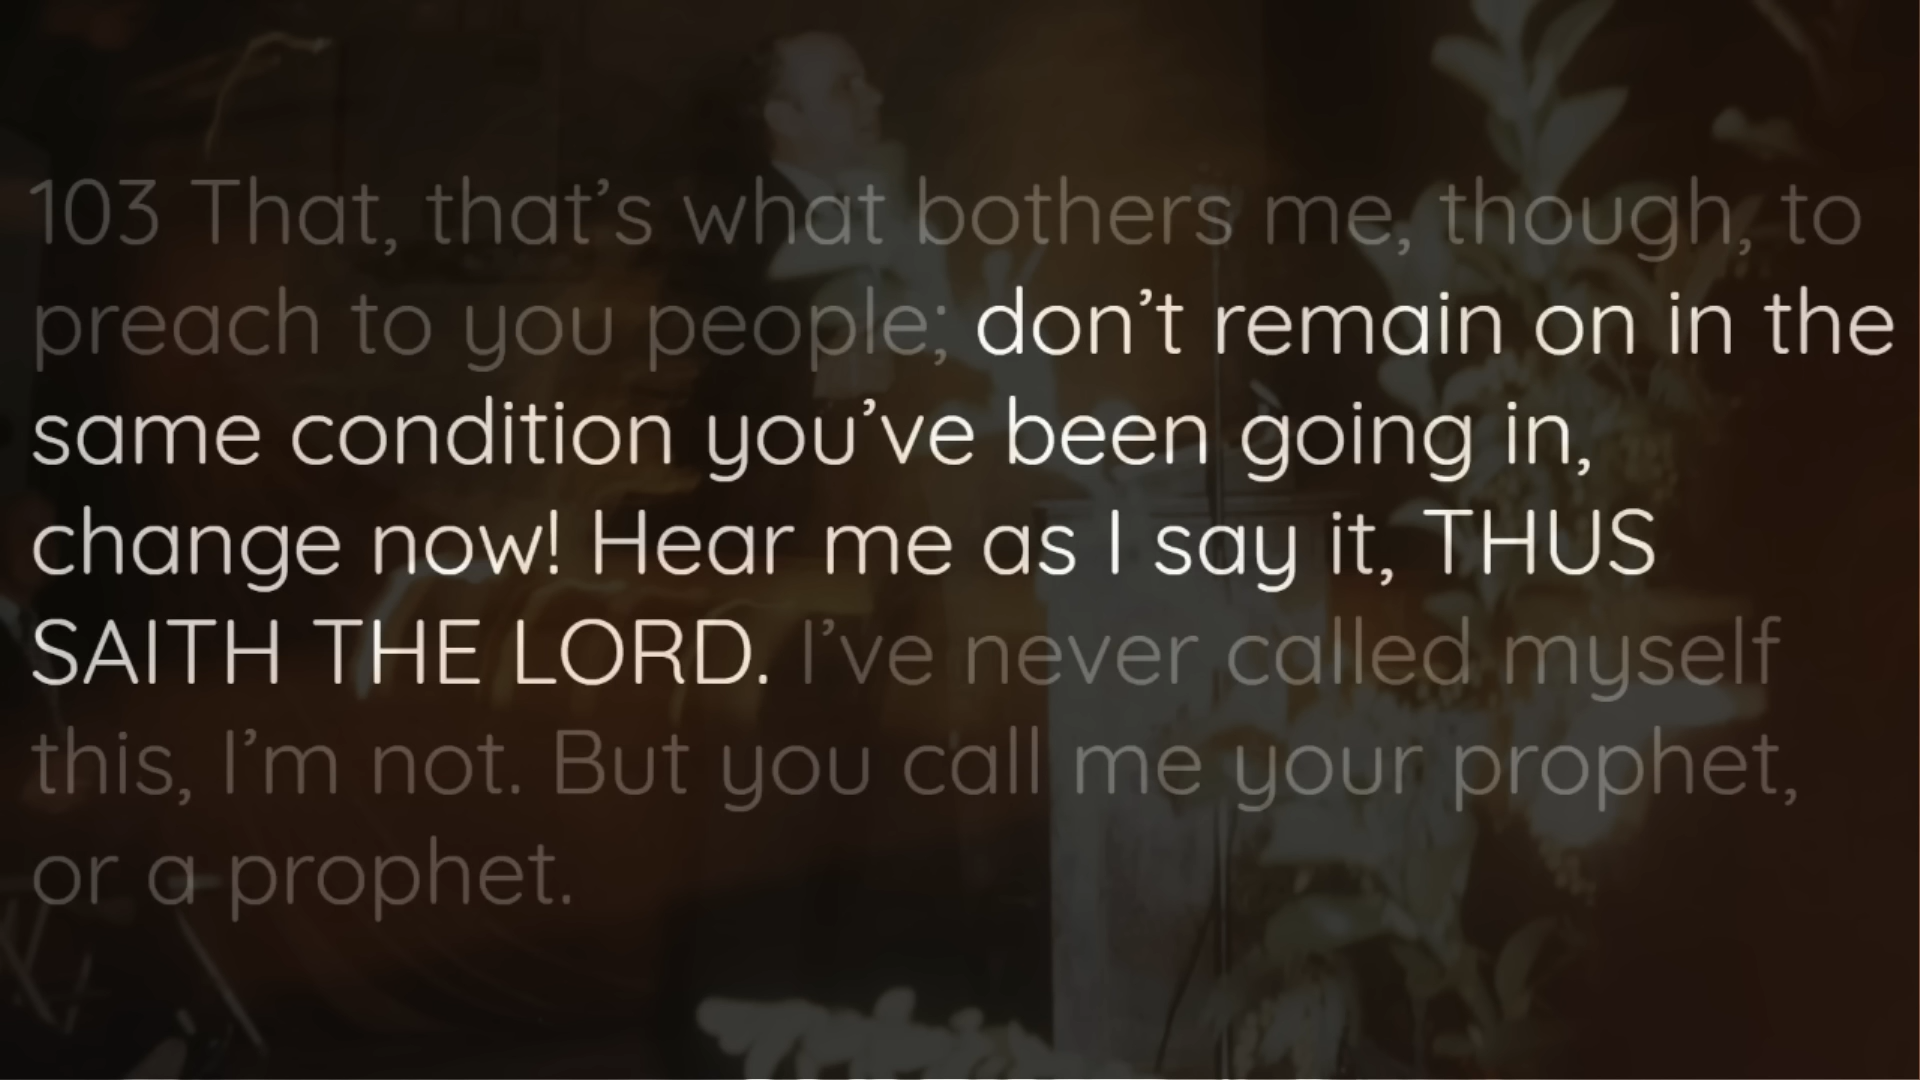 103 That, that’s what bothers me, though, to
preach to you people; don’t remain on in the
same condition you’ve been going in,
change now! Hear me as I say it, THUS
SAITH THE LORD. I’ve never called myself
this, I’m not. But you call me your prophet,
or a prophet.